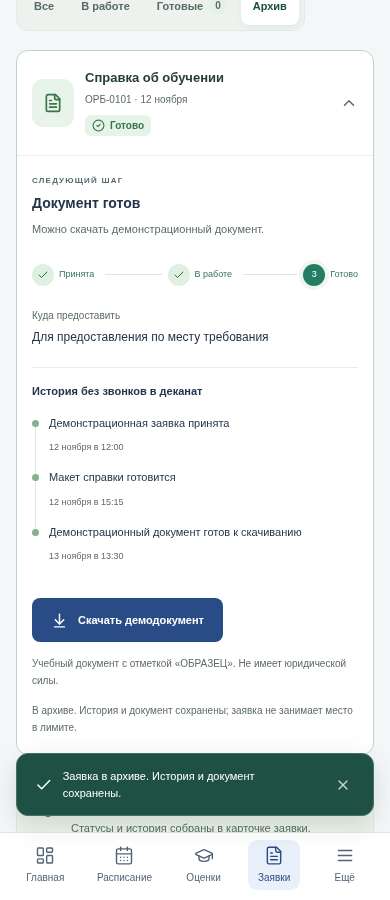 Все В работе Готовые 0 Архив
Справка об обучении
ОРБ-0101 · 12 ноября
Готово
СЛЕДУЮЩИЙ ШАГ
Документ готов
Можно скачать демонстрационный документ.
Принята В работе 3 Готово
Куда предоставить
Для предоставления по месту требования
История без звонков в деканат
Демонстрационная заявка принята
12 ноября в 12:00
Макет справки готовится
12 ноября в 15:15
Демонстрационный документ готов к скачиванию
13 ноября в 13:30
Скачать демодокумент
Учебный документ с отметкой «ОБРАЗЕЦ». Не имеет юридической
силы.
В архиве. История и документ сохранены; заявка не занимает место
в лимите.
Заявка в архиве. История и документ
сохранены.
Статусы и история собраны в карточке заявки.
Главная Расписание Оценки Заявки Ещё